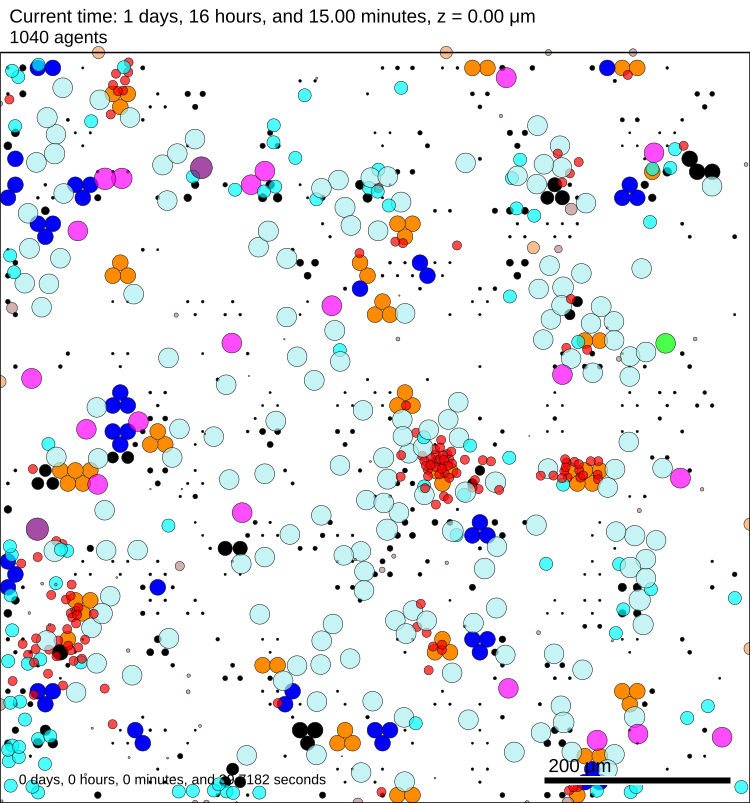 Current time: 1 days, 16 hours, and 15.00 minutes, z = 0.00 μm
1040 agents
200 μm
0 days, 0 hours, 0 minutes, and seconds